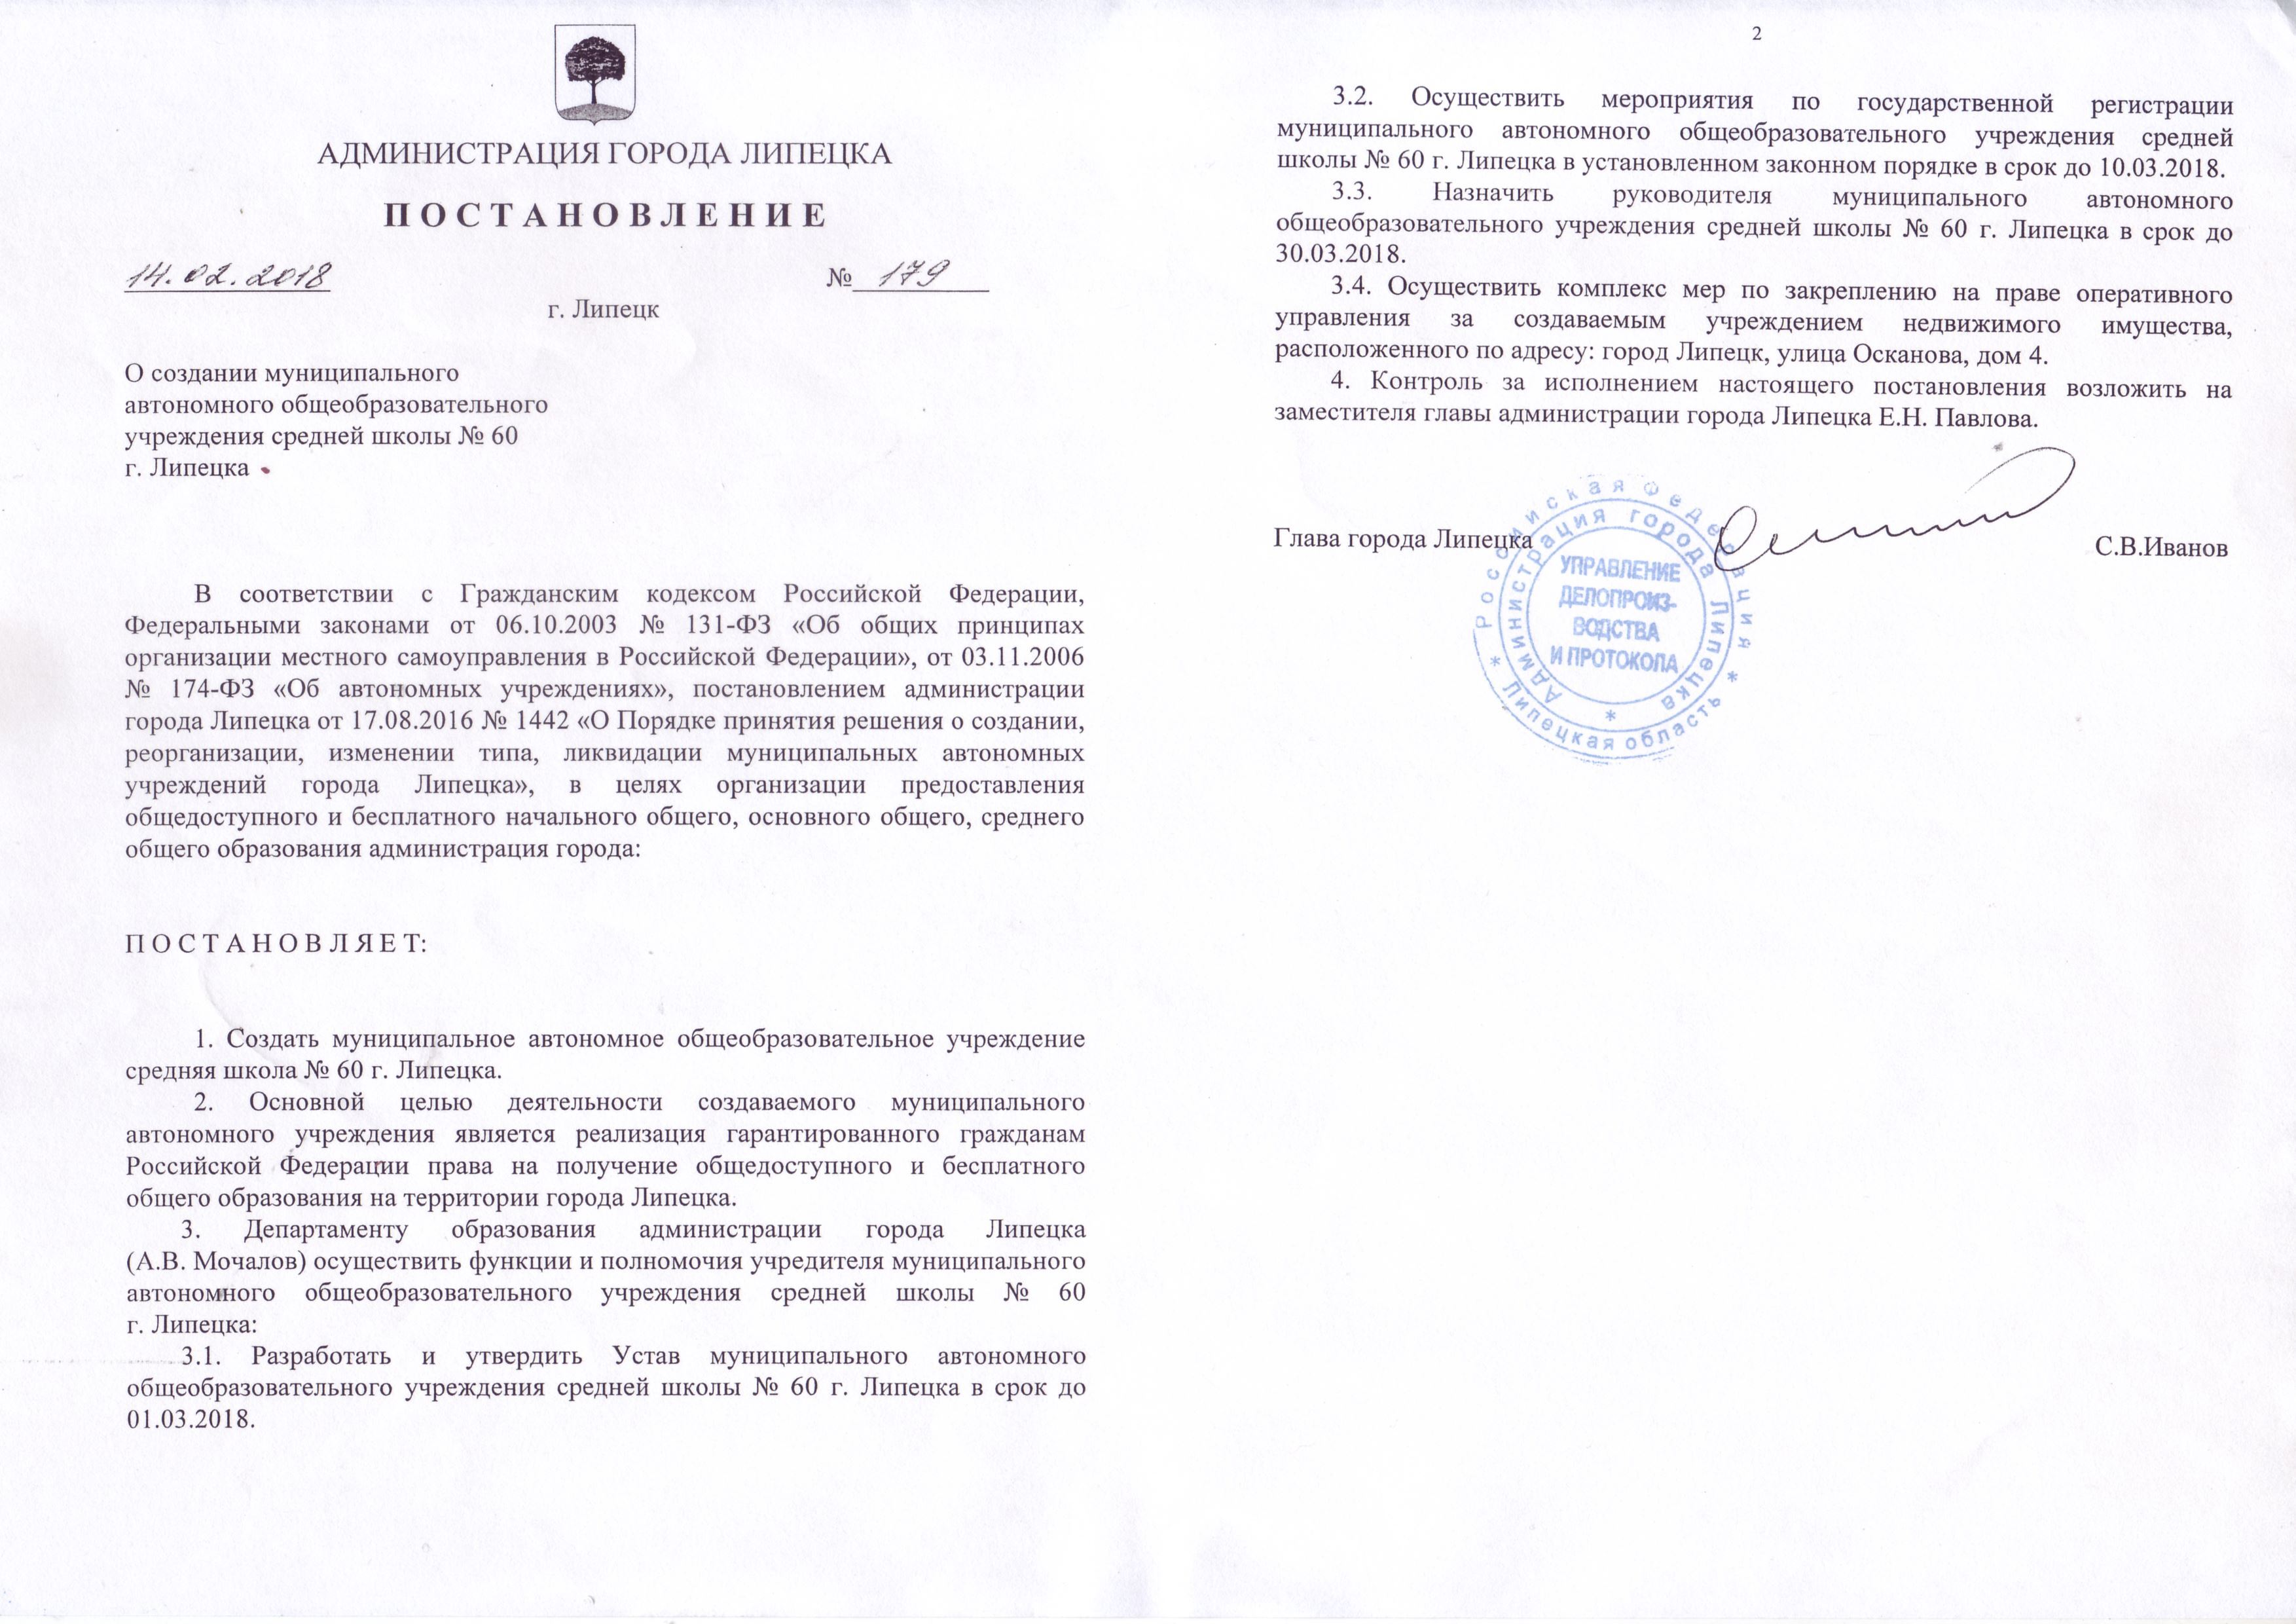 АДМИНИСТРАЦИЯ ГОРОДА ЛИПЕЦКА
ПОСТАНОВЛЕНИЕ
14.02.2018 № 179
г. Липецк
О создании муниципального
автономного общеобразовательного
учреждения средней школы № 60
г. Липецка
В соответствии с Гражданским кодексом Российской Федерации,
Федеральными законами от 06.10.2003 № 131-ФЗ «Об общих принципах
организации местного самоуправления в Российской Федерации», от 03.11.2006
№ 174-ФЗ «Об автономных учреждениях», постановлением администрации
города Липецка от 17.08.2016 № 1442 «О Порядке принятия решения о создании,
реорганизации, изменении типа, ликвидации муниципальных автономных
учреждений города Липецка», в целях организации предоставления
общедоступного и бесплатного начального общего, основного общего, среднего
общего образования администрация города:
ПОСТАНОВЛЯЕТ:
1. Создать муниципальное автономное общеобразовательное учреждение
средняя школа № 60 г. Липецка.
2. Основной целью деятельности создаваемого муниципального
автономного учреждения является реализация гарантированного гражданам
Российской Федерации права на получение общедоступного и бесплатного
общего образования на территории города Липецка.
3. Департаменту образования администрации города Липецка
(А.В. Мочалов) осуществить функции и полномочия учредителя муниципального
автономного общеобразовательного учреждения средней школы № 60
г. Липецка:
3.1. Разработать и утвердить Устав муниципального автономного
общеобразовательного учреждения средней школы № 60 г. Липецка в срок до
01.03.2018.
2
3.2. Осуществить мероприятия по государственной регистрации
муниципального автономного общеобразовательного учреждения средней
школы № 60 г. Липецка в установленном законном порядке в срок до 10.03.2018.
3.3. Назначить руководителя муниципального автономного
общеобразовательного учреждения средней школы № 60 г. Липецка в срок до
30.03.2018.
3.4. Осуществить комплекс мер по закреплению на праве оперативного
управления за создаваемым учреждением недвижимого имущества,
расположенного по адресу: город Липецк, улица Осканова, дом 4.
4. Контроль за исполнением настоящего постановления возложить на
заместителя главы администрации города Липецка Е.Н. Павлова.
Глава города Липецка С.В.Иванов
* Российская Федерация * Липецкая область
* Администрация города Липецка
УПРАВЛЕНИЕ
ДЕЛОПРОИЗ-
ВОДСТВА
И ПРОТОКОЛА